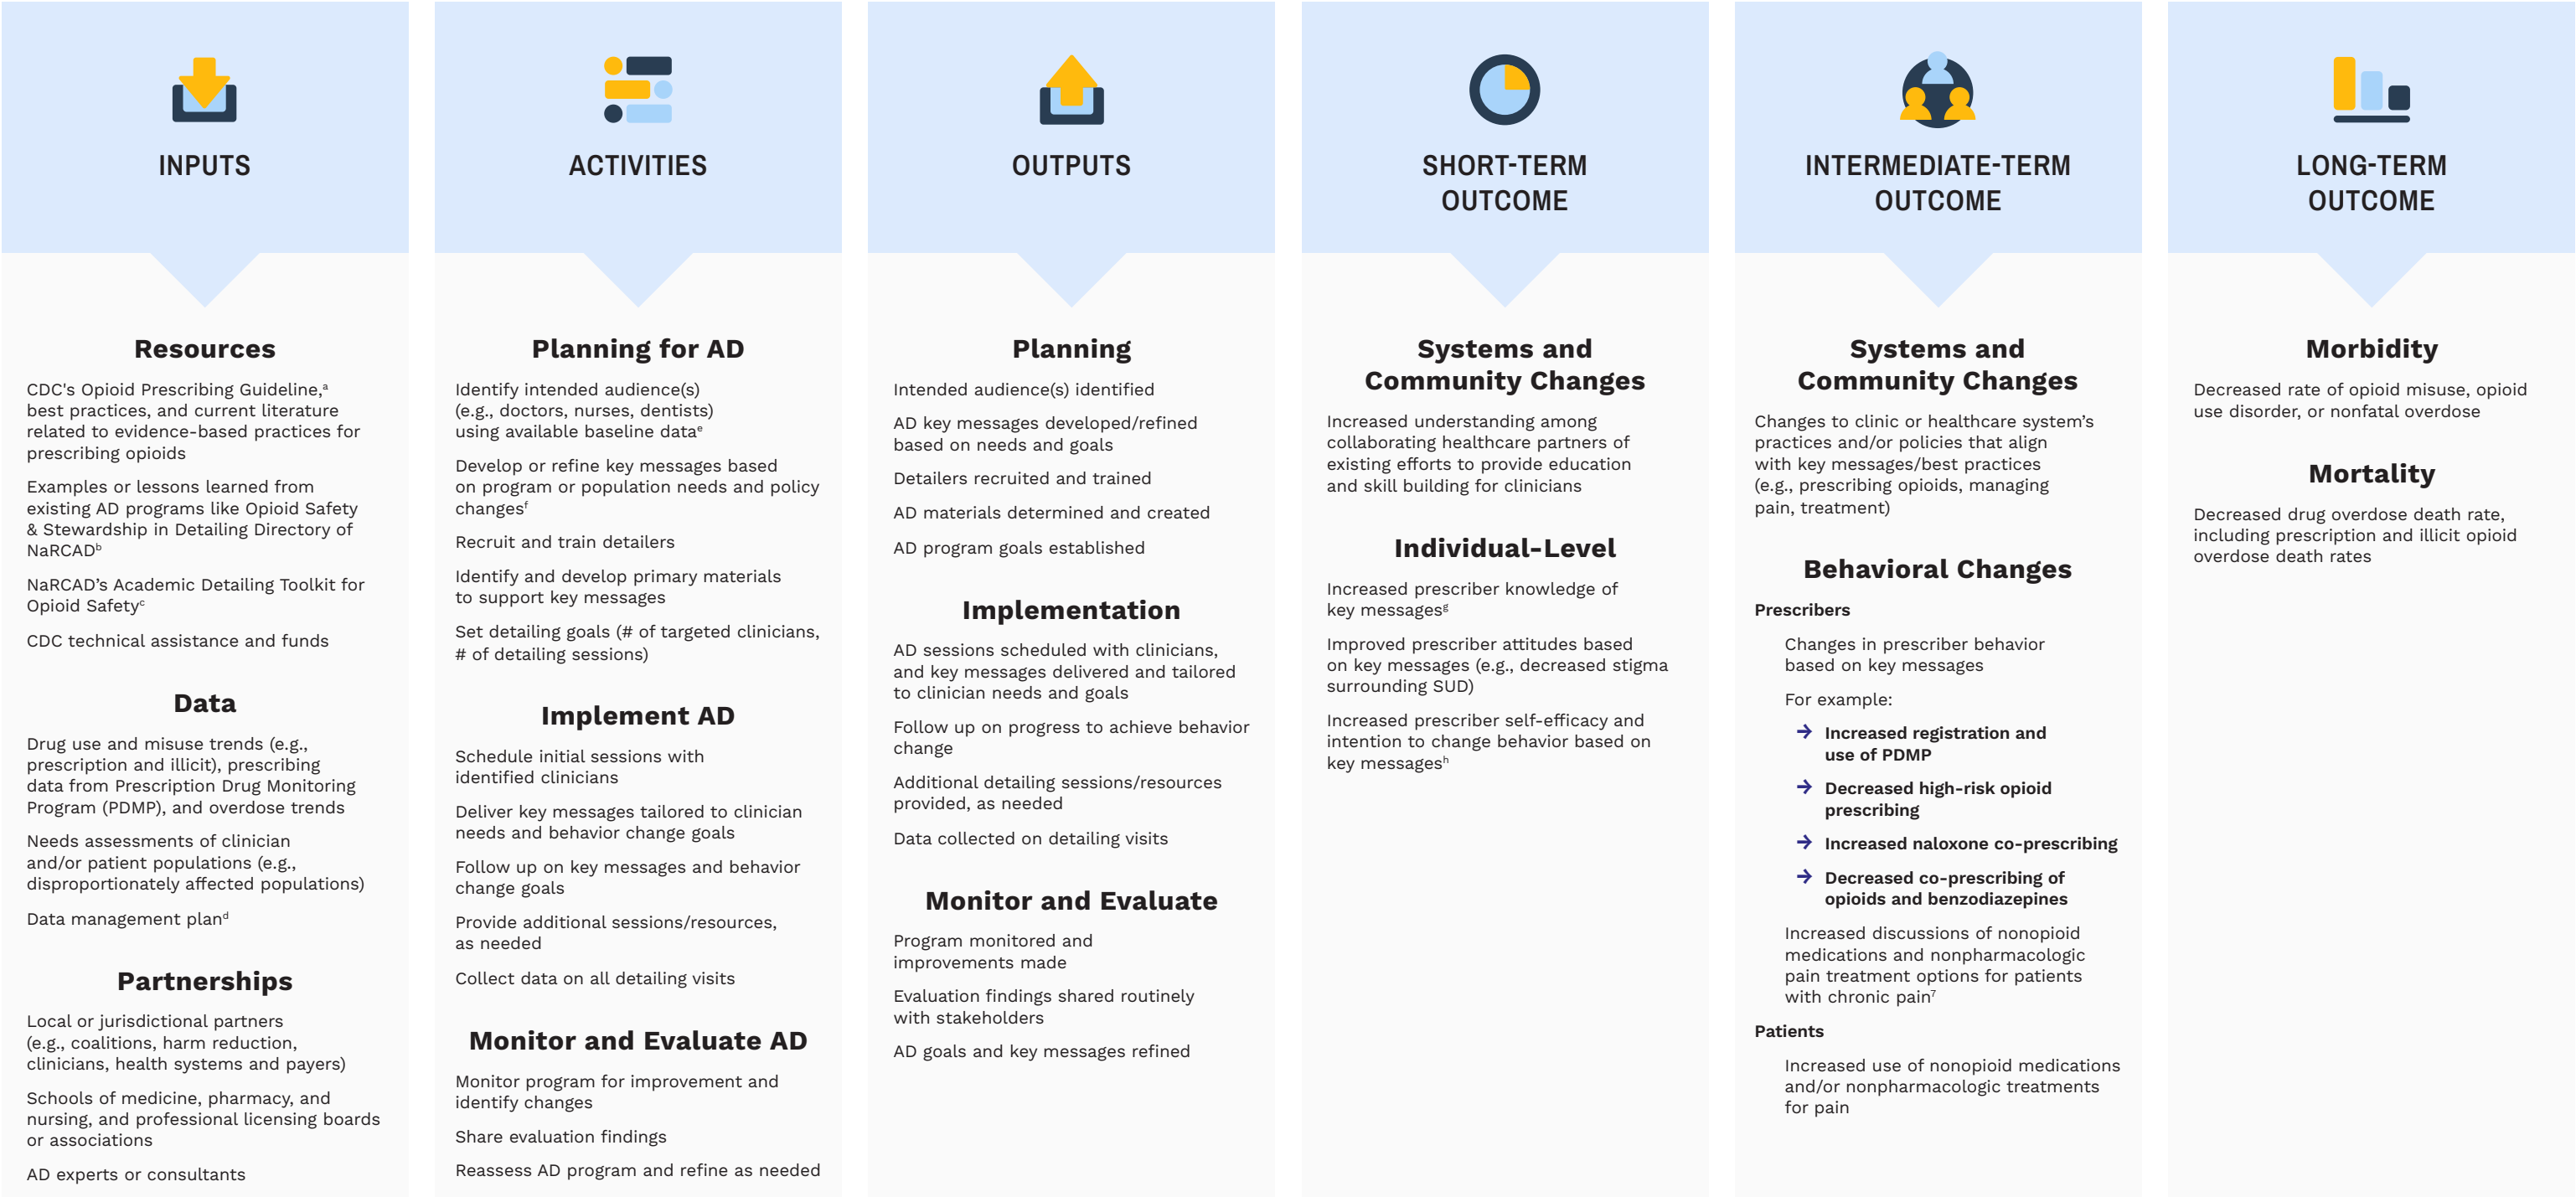 INPUTS
Resources
CDC's Opioid Prescribing Guideline,ᵃ
best practices, and current literature
related to evidence-based practices for
prescribing opioids
Examples or lessons learned from
existing AD programs like Opioid Safety
& Stewardship in Detailing Directory of
NaRCADᵇ
NaRCAD’s Academic Detailing Toolkit for
Opioid Safetyᶜ
CDC technical assistance and funds
Data
Drug use and misuse trends (e.g.,
prescription and illicit), prescribing
data from Prescription Drug Monitoring
Program (PDMP), and overdose trends
Needs assessments of clinician
and/or patient populations (e.g.,
disproportionately affected populations)
Data management planᵈ
Partnerships
Local or jurisdictional partners
(e.g., coalitions, harm reduction,
clinicians, health systems and payers)
Schools of medicine, pharmacy, and
nursing, and professional licensing boards
or associations
AD experts or consultants
ACTIVITIES
Planning for AD
Identify intended audience(s)
(e.g., doctors, nurses, dentists)
using available baseline dataᵉ
Develop or refine key messages based
on program or population needs and policy
changesᶠ
Recruit and train detailers
Identify and develop primary materials
to support key messages
Set detailing goals (# of targeted clinicians,
# of detailing sessions)
Implement AD
Schedule initial sessions with
identified clinicians
Deliver key messages tailored to clinician
needs and behavior change goals
Follow up on key messages and behavior
change goals
Provide additional sessions/resources,
as needed
Collect data on all detailing visits
Monitor and Evaluate AD
Monitor program for improvement and
identify changes
Share evaluation findings
Reassess AD program and refine as needed
OUTPUTS
Planning
Intended audience(s) identified
AD key messages developed/refined
based on needs and goals
Detailers recruited and trained
AD materials determined and created
AD program goals established
Implementation
AD sessions scheduled with clinicians,
and key messages delivered and tailored
to clinician needs and goals
Follow up on progress to achieve behavior
change
Additional detailing sessions/resources
provided, as needed
Data collected on detailing visits
Monitor and Evaluate
Program monitored and
improvements made
Evaluation findings shared routinely
with stakeholders
AD goals and key messages refined
SHORT-TERM
OUTCOME
Systems and
Community Changes
Increased understanding among
collaborating healthcare partners of
existing efforts to provide education
and skill building for clinicians
Individual-Level
Increased prescriber knowledge of
key messagesᵍ
Improved prescriber attitudes based
on key messages (e.g., decreased stigma
surrounding SUD)
Increased prescriber self-efficacy and
intention to change behavior based on
key messagesʰ
INTERMEDIATE-TERM
OUTCOME
Systems and
Community Changes
Changes to clinic or healthcare system’s
practices and/or policies that align
with key messages/best practices
(e.g., prescribing opioids, managing
pain, treatment)
Behavioral Changes
Prescribers
Changes in prescriber behavior
based on key messages
For example:
→ Increased registration and
use of PDMP
→ Decreased high-risk opioid
prescribing
→ Increased naloxone co-prescribing
→ Decreased co-prescribing of
opioids and benzodiazepines
Increased discussions of nonopioid
medications and nonpharmacologic
pain treatment options for patients
with chronic pain⁷
Patients
Increased use of nonopioid medications
and/or nonpharmacologic treatments
for pain
LONG-TERM
OUTCOME
Morbidity
Decreased rate of opioid misuse, opioid
use disorder, or nonfatal overdose
Mortality
Decreased drug overdose death rate,
including prescription and illicit opioid
overdose death rates